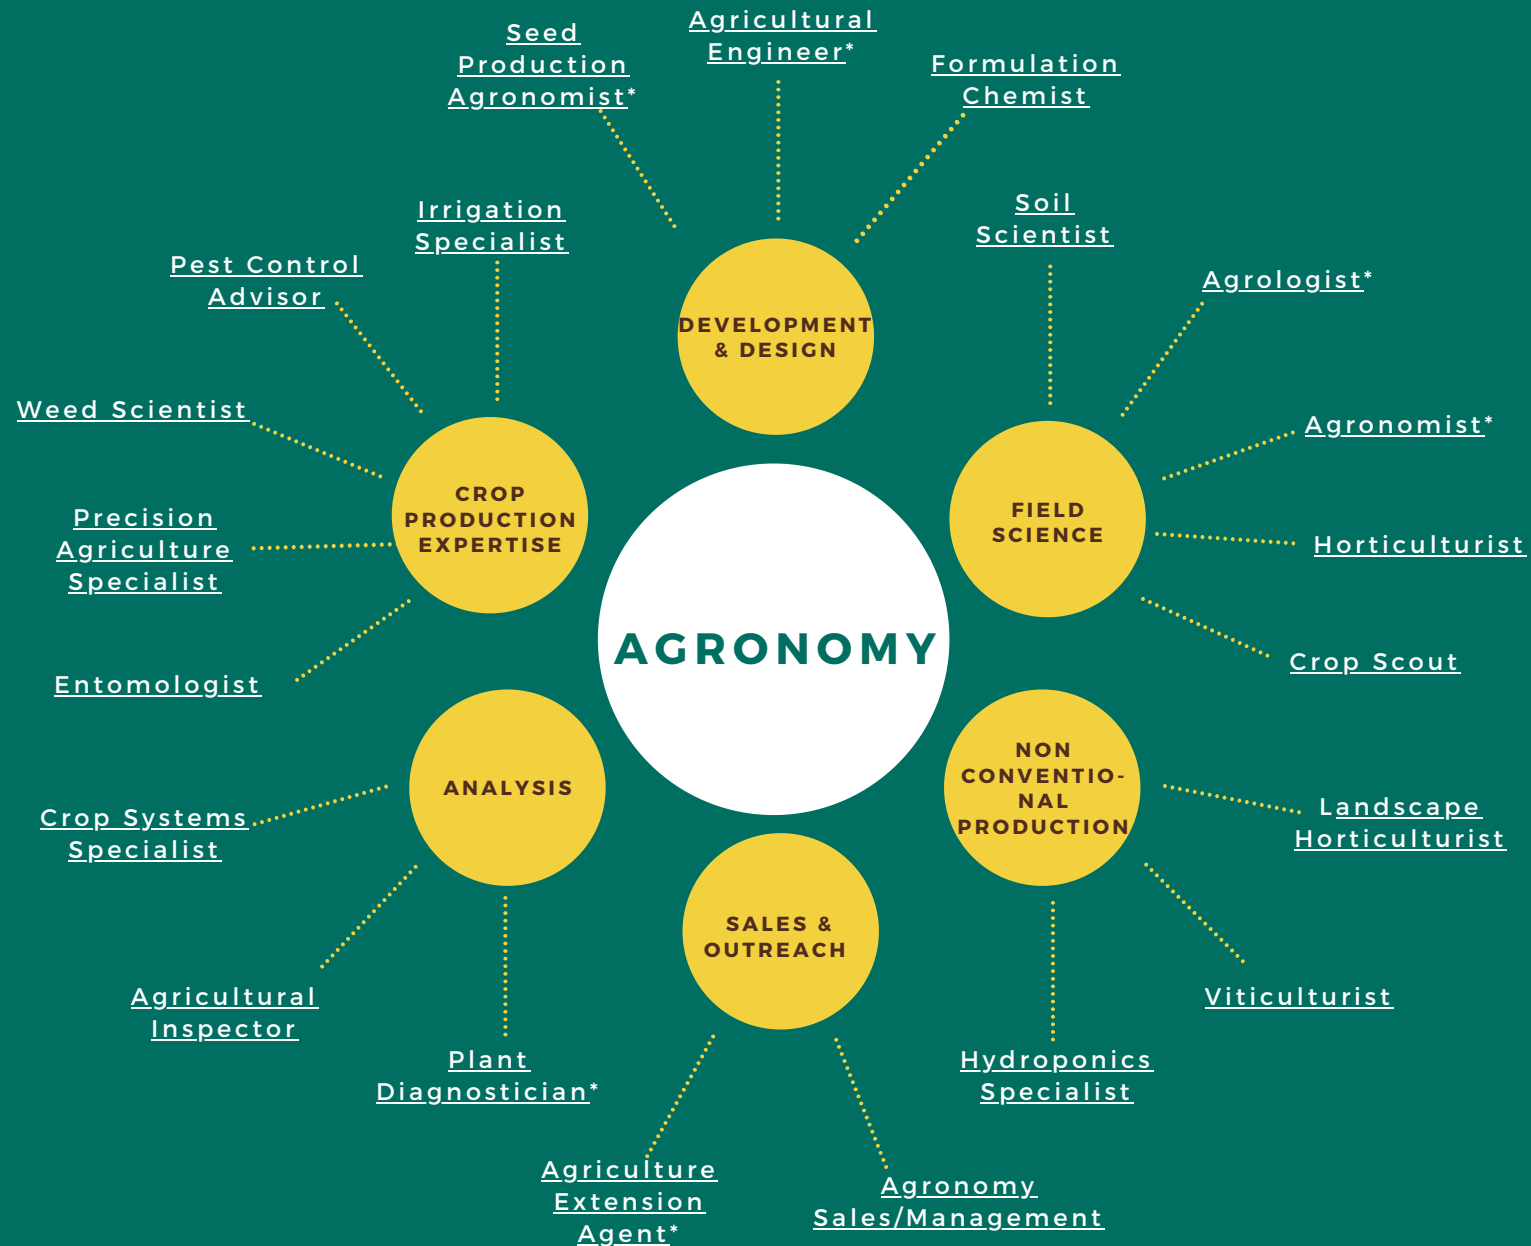 Seed
Production
Agronomist*
Agricultural
Engineer*
Formulation
Chemist
Irrigation
Specialist
Soil
Scientist
Pest Control
Advisor
Agrologist*
DEVELOPMENT
& DESIGN
Weed Scientist
Agronomist*
CROP
PRODUCTION
EXPERTISE
FIELD
SCIENCE
Precision
Agriculture
Specialist
Horticulturist
AGRONOMY
Entomologist
Crop Scout
ANALYSIS
NON
CONVENTIO-
NAL
PRODUCTION
Crop Systems
Specialist
Landscape
Horticulturist
SALES &
OUTREACH
Agricultural
Inspector
Viticulturist
Plant
Diagnostician*
Hydroponics
Specialist
Agriculture
Extension
Agent*
Agronomy
Sales/Management